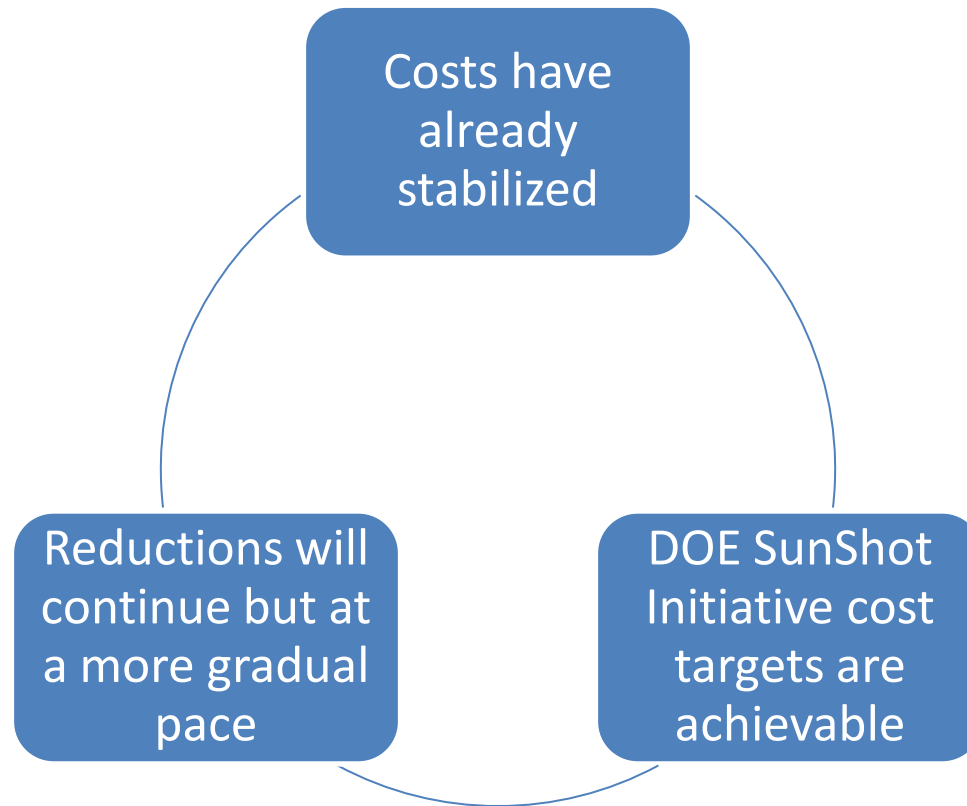 Costs have
already
stabilized
Reductions will
continue but at
a more gradual
pace
DOE SunShot
Initiative cost
targets are
achievable